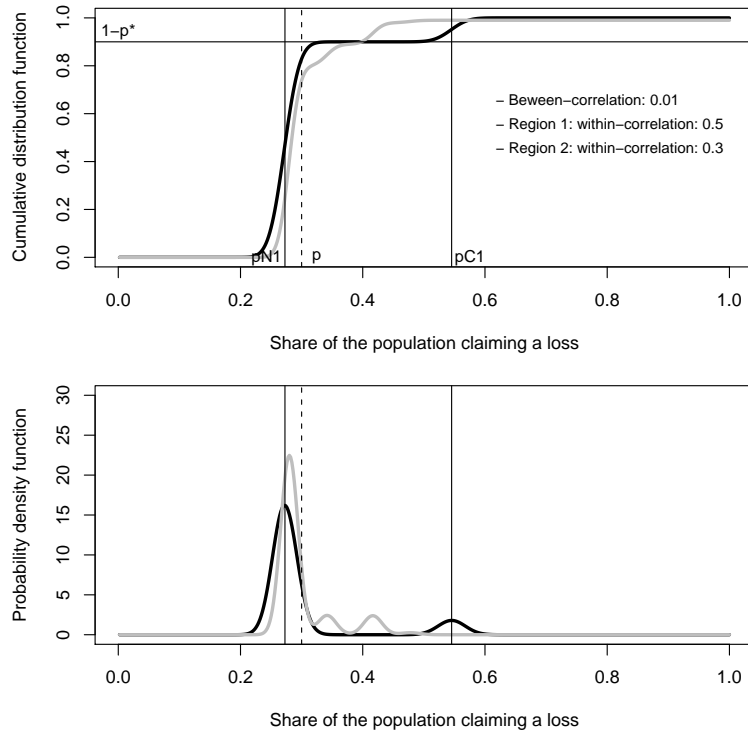 Cumulative distribution function
0.0 0.2 0.4 0.6 0.8 1.0
1−p*
− Beween−correlation: 0.01
− Region 1: within−correlation: 0.5
− Region 2: within−correlation: 0.3
pN1 p pC1
0.0 0.2 0.4 0.6 0.8 1.0
Share of the population claiming a loss
Probability density function
0 5 10 15 20 25 30
0.0 0.2 0.4 0.6 0.8 1.0
Share of the population claiming a loss